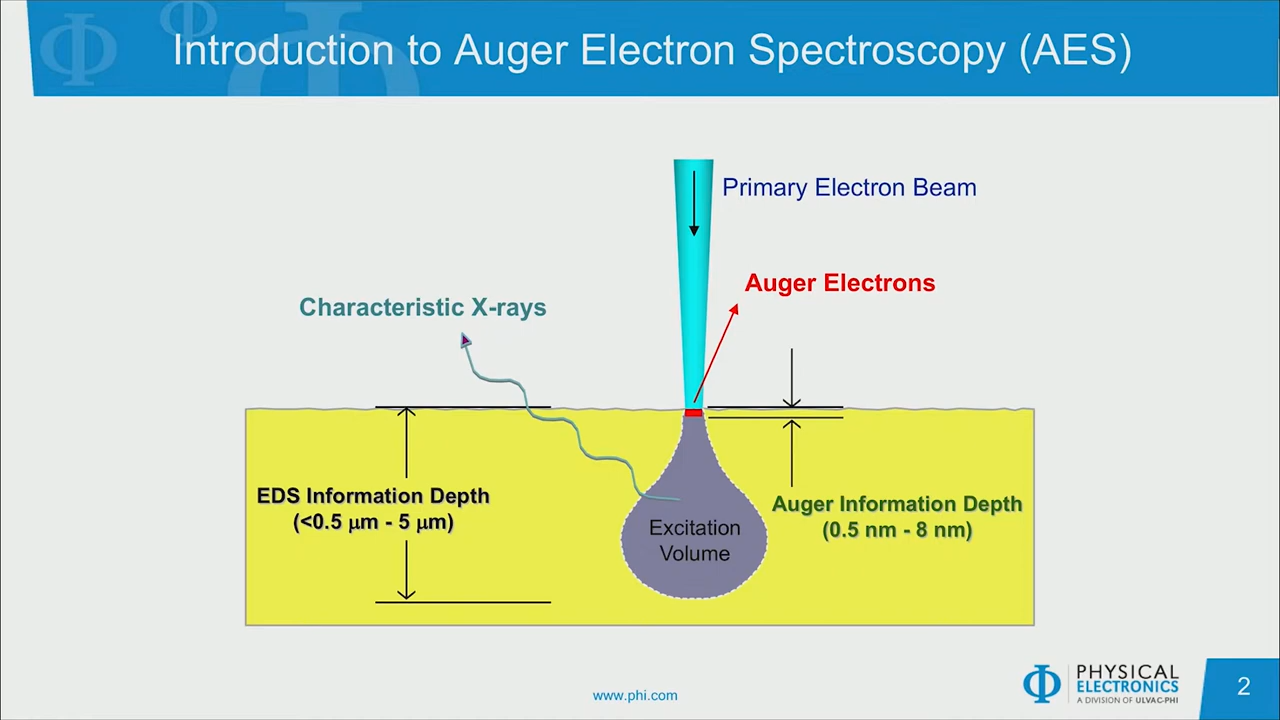 Introduction to Auger Electron Spectroscopy (AES)
Primary Electron Beam
Auger Electrons
Characteristic X-rays
EDS Information Depth
(<0.5 μm - 5 μm)
Auger Information Depth
(0.5 nm - 8 nm)
Excitation
Volume
www.phi.com
PHYSICAL
ELECTRONICS
A DIVISION OF ULVAC-PHI
2